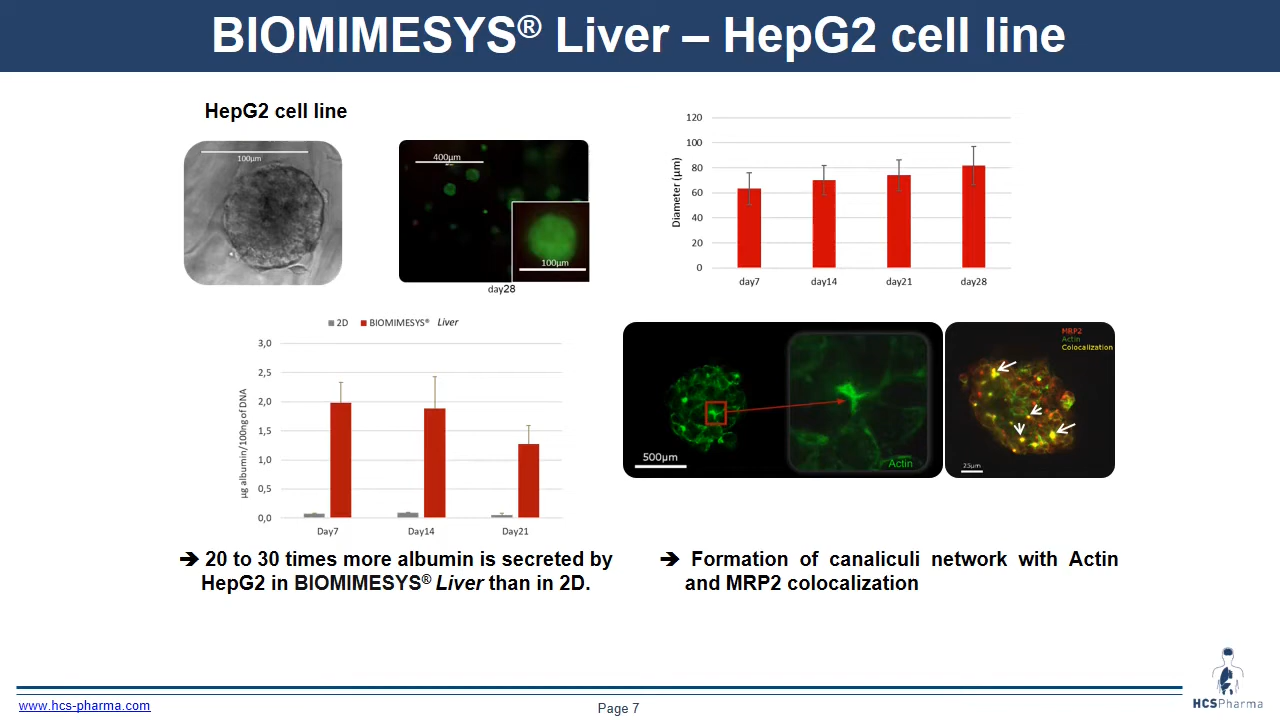 BIOMIMESYS® Liver – HepG2 cell line
HepG2 cell line
100µm
400µm
100µm
day28
120
100
80
60
40
20
0
Diameter (µm)
day7 day14 day21 day28
2D BIOMIMESYS® Liver
3,0
2,5
2,0
1,5
1,0
0,5
0,0
µg albumin/100ng of DNA
Day7 Day14 Day21
500µm
Actin
MRP2
Actin
Colocalization
25µm
➔ 20 to 30 times more albumin is secreted by
HepG2 in BIOMIMESYS® Liver than in 2D.
➔ Formation of canaliculi network with Actin
and MRP2 colocalization
www.hcs-pharma.com
Page 7
HCSPharma